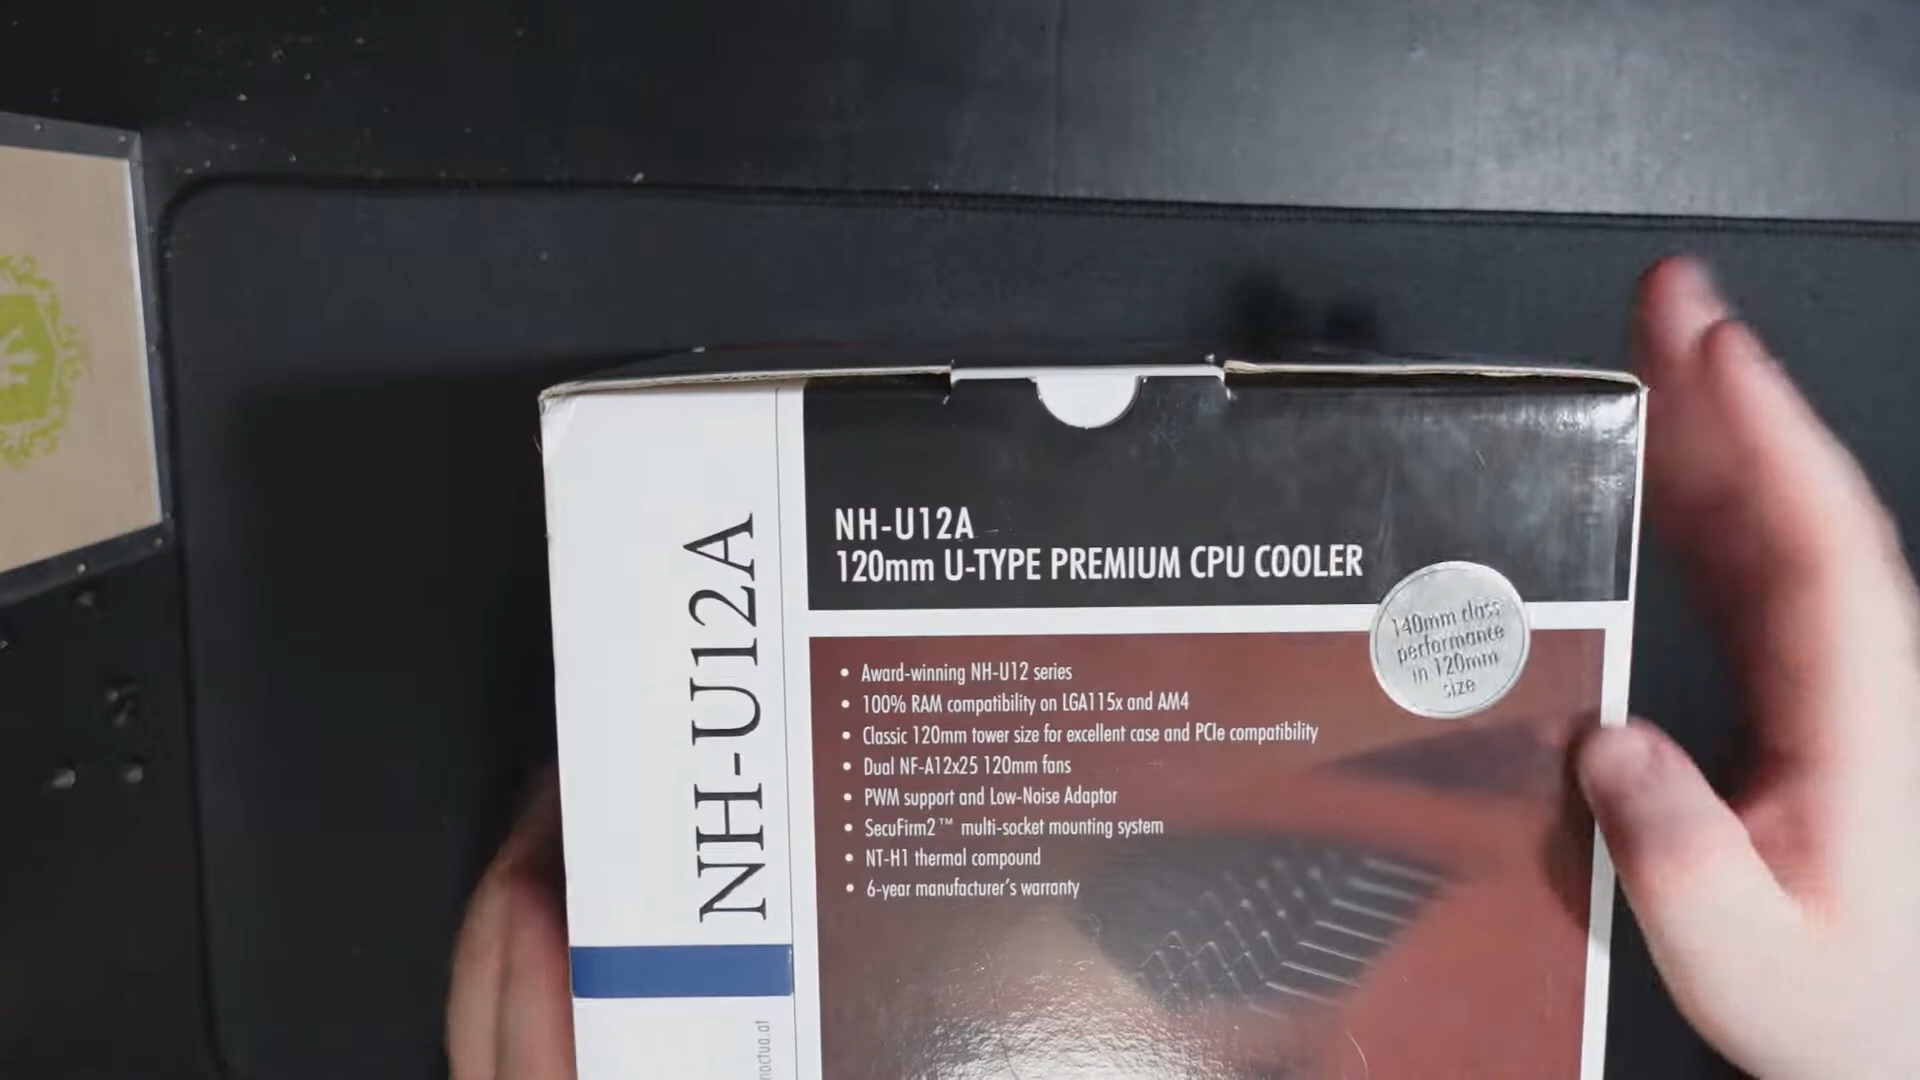 NH-U12A
noctua.at
NH-U12A
120mm U-TYPE PREMIUM CPU COOLER
140mm class
performance
in 120mm
size
• Award-winning NH-U12 series
• 100% RAM compatibility on LGA115x and AM4
• Classic 120mm tower size for excellent case and PCIe compatibility
• Dual NF-A12x25 120mm fans
• PWM support and Low-Noise Adaptor
• SecuFirm2™ multi-socket mounting system
• NT-H1 thermal compound
• 6-year manufacturer's warranty